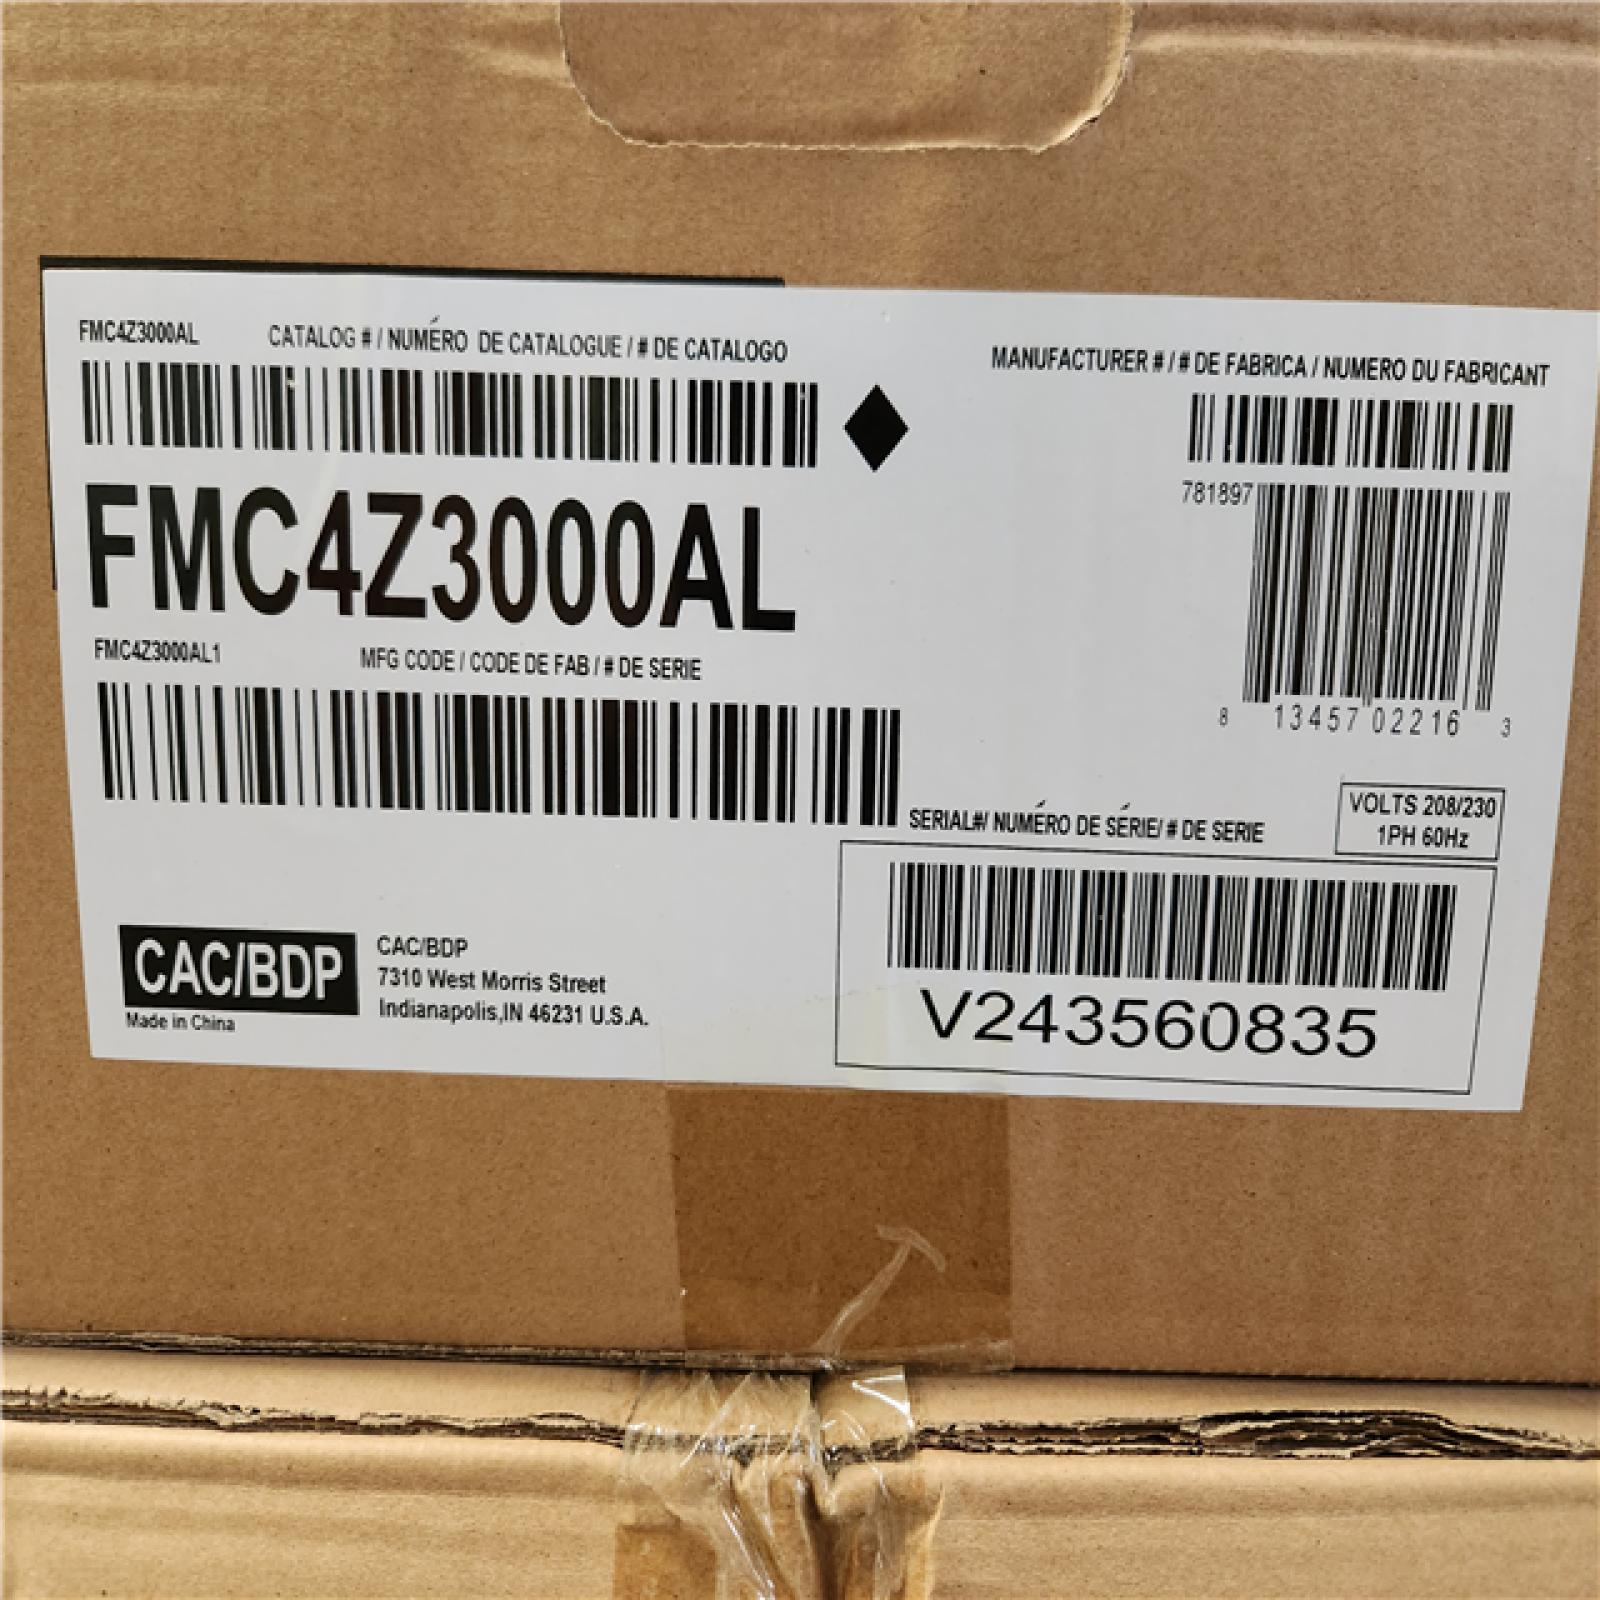 FMC4Z3000AL
CATALOG # / NUMÉRO DE CATALOGUE / # DE CATALOGO
FMC4Z3000AL
FMC4Z3000AL1
MFG CODE / CODE DE FAB / # DE SERIE
MANUFACTURER # / # DE FABRICA / NUMERO DU FABRICANT
781897
8 13457 02216 3
VOLTS 208/230
1PH 60Hz
SERIAL#/ NUMÉRO DE SÉRIE/ # DE SERIE
V243560835
CAC/BDP
Made in China
CAC/BDP
7310 West Morris Street
Indianapolis,IN 46231 U.S.A.